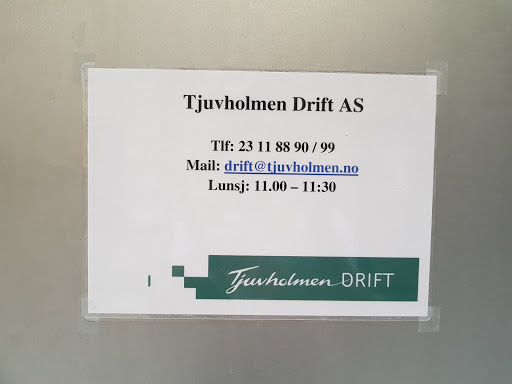 Tjuvholmen Drift AS
Tlf: 23 11 88 90 / 99
Mail: drift@tjuvholmen.no
Lunsj: 11.00 – 11:30
Tjuvholmen DRIFT